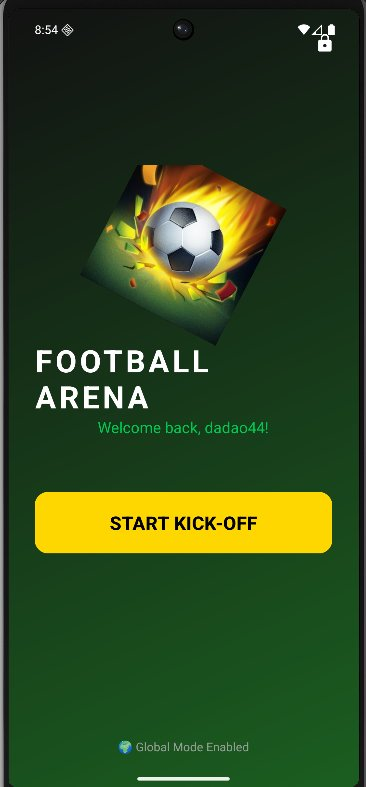 8:54
FOOTBALL
ARENA
Welcome back, dadao44!
START KICK-OFF
🌍 Global Mode Enabled